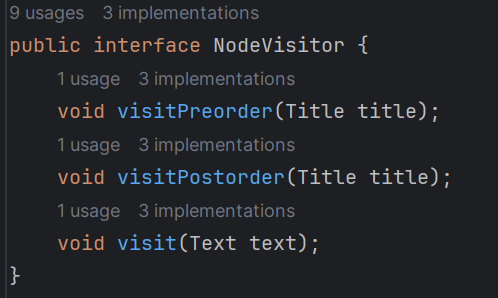 9 usages 3 implementations
public interface NodeVisitor {
1 usage 3 implementations
void visitPreorder(Title title);
1 usage 3 implementations
void visitPostorder(Title title);
1 usage 3 implementations
void visit(Text text);
}